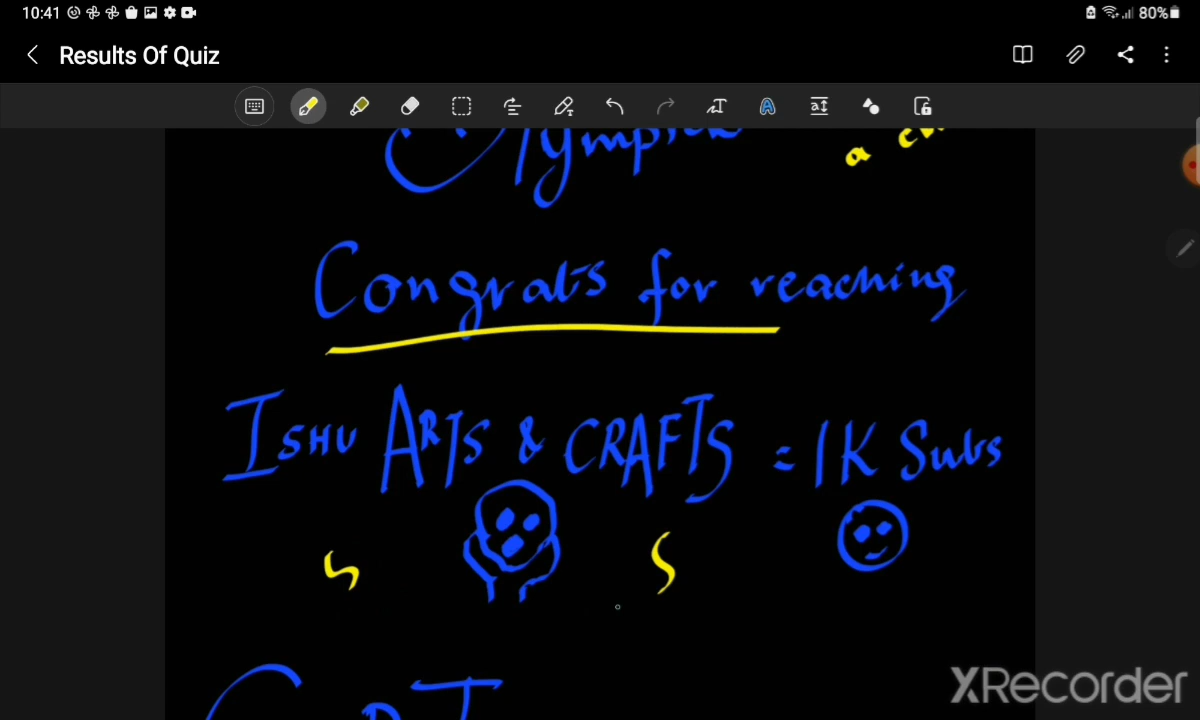 10:41 80%
Results Of Quiz
Congrats for reaching
ISHU ARTS & CRAFTS = 1K Subs
XRecorder